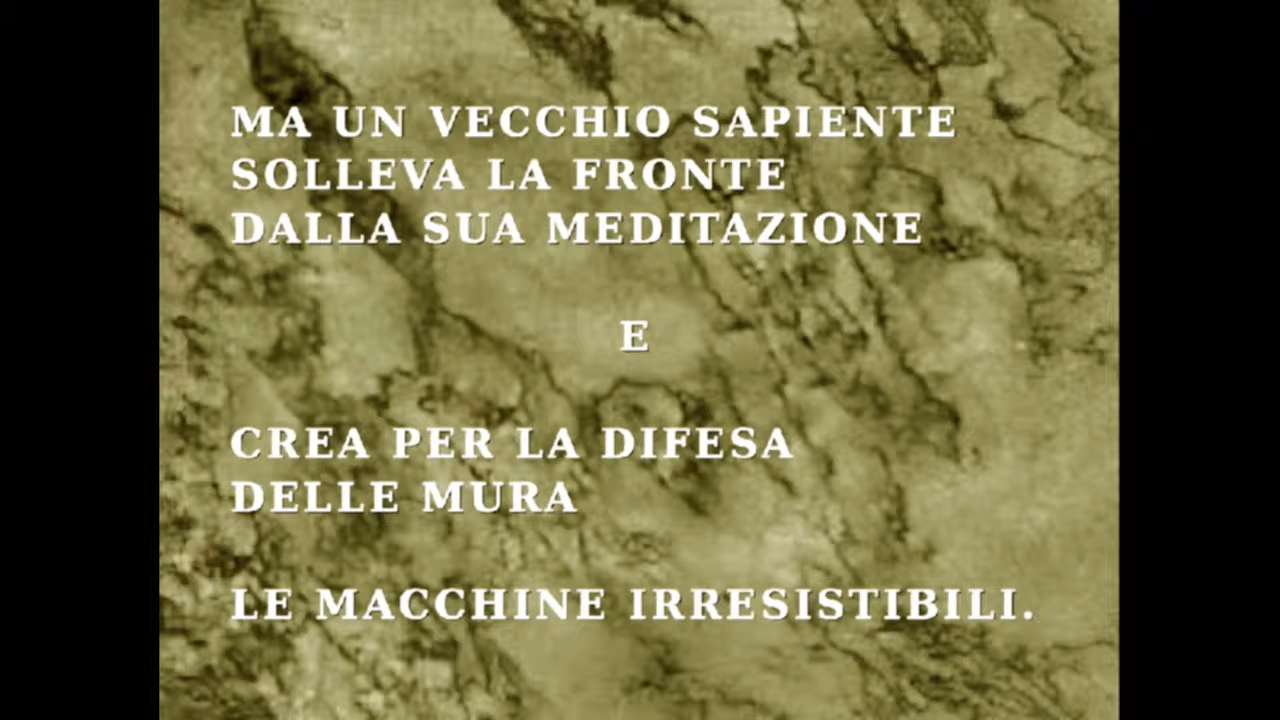 MA UN VECCHIO SAPIENTE
SOLLEVA LA FRONTE
DALLA SUA MEDITAZIONE
E
CREA PER LA DIFESA
DELLE MURA
LE MACCHINE IRRESISTIBILI.